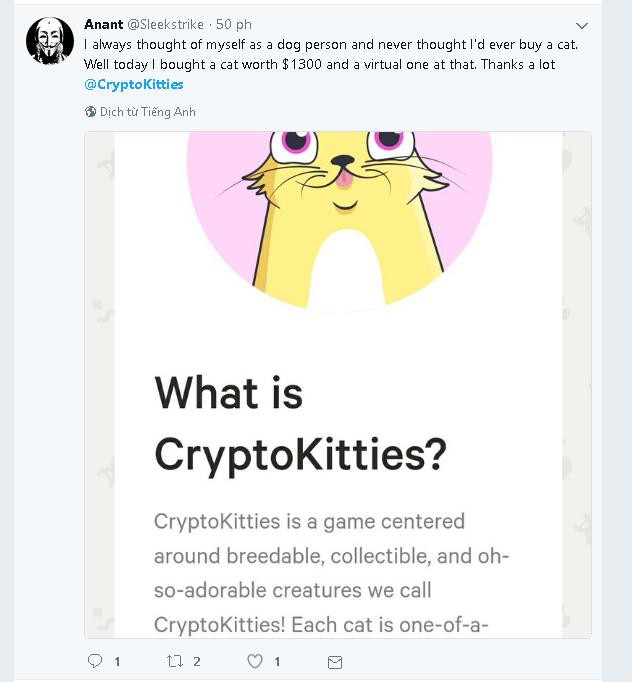 Anant @Sleekstrike · 50 ph
I always thought of myself as a dog person and never thought I'd ever buy a cat.
Well today I bought a cat worth $1300 and a virtual one at that. Thanks a lot
@CryptoKitties
Dịch từ Tiếng Anh
What is
CryptoKitties?
CryptoKitties is a game centered
around breedable, collectible, and oh-
so-adorable creatures we call
CryptoKitties! Each cat is one-of-a-
1 2 1